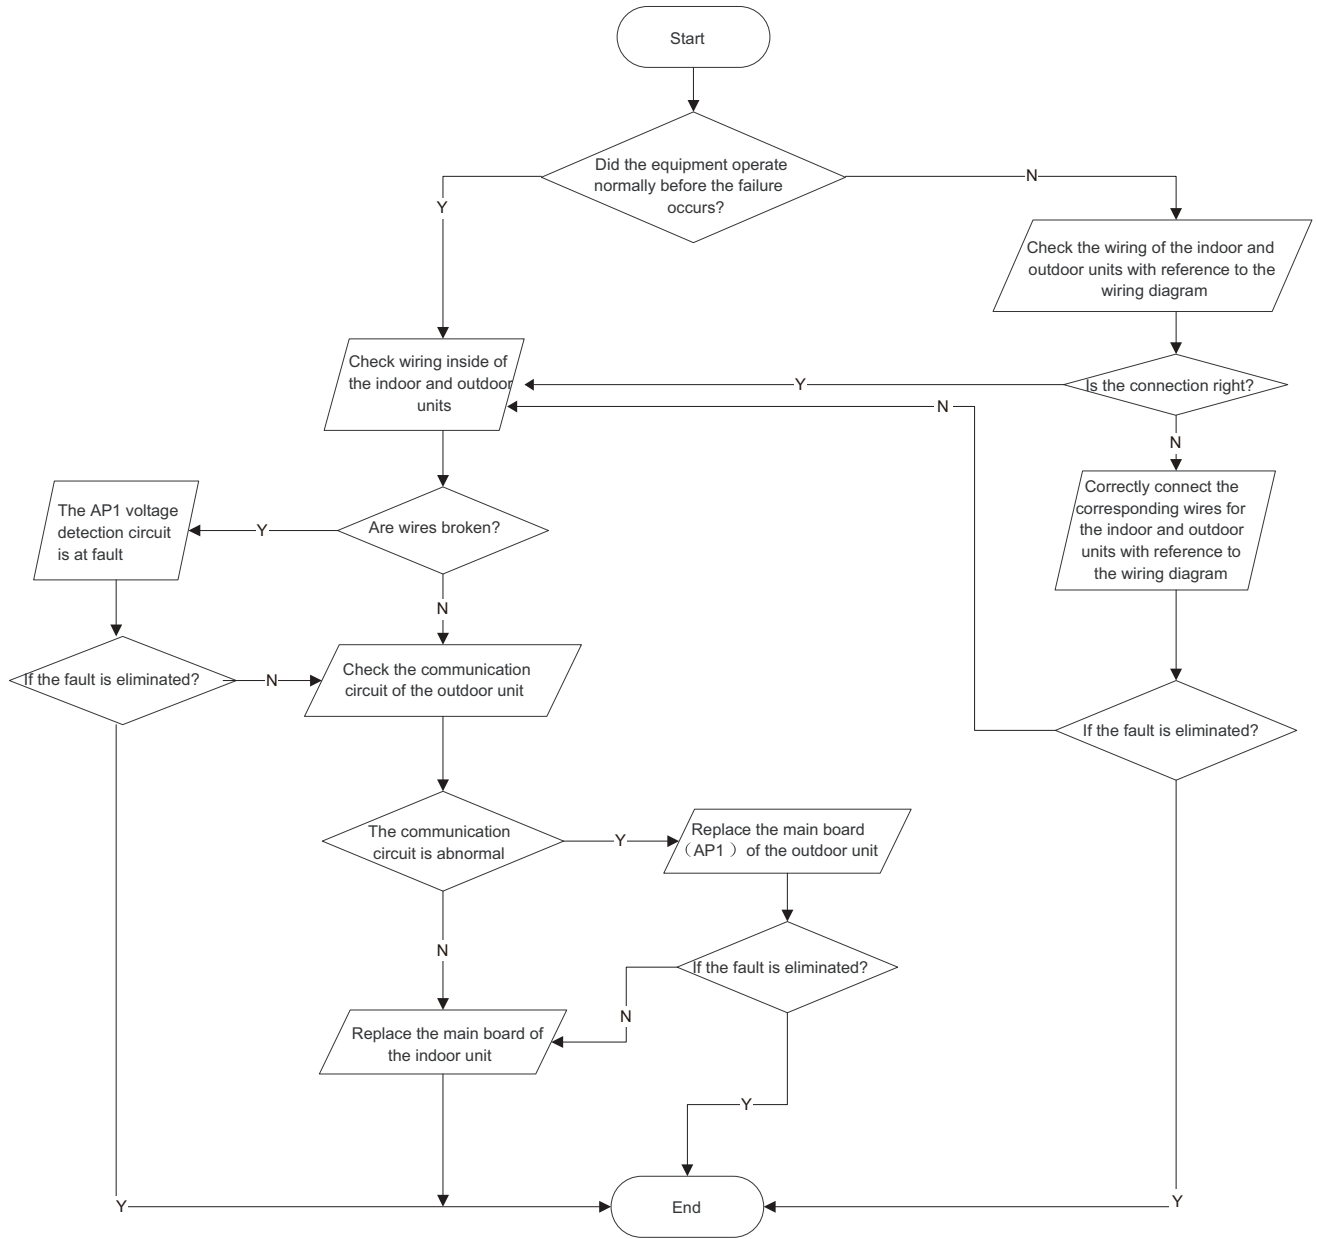 Start
Did the equipment operate
normally before the failure
occurs?
N
Y
Check the wiring of the indoor and
outdoor units with reference to the
wiring diagram
Check wiring inside of
the indoor and outdoor
units
Y
Is the connection right?
N
N
Correctly connect the
corresponding wires for
the indoor and outdoor
units with reference to
the wiring diagram
The AP1 voltage
detection circuit
is at fault
Y
Are wires broken?
N
If the fault is eliminated?
N
Check the communication
circuit of the outdoor unit
If the fault is eliminated?
The communication
circuit is abnormal
Y
Replace the main board
（AP1 ）of the outdoor unit
N
If the fault is eliminated?
N
Replace the main board of
the indoor unit
Y
Y
End
Y